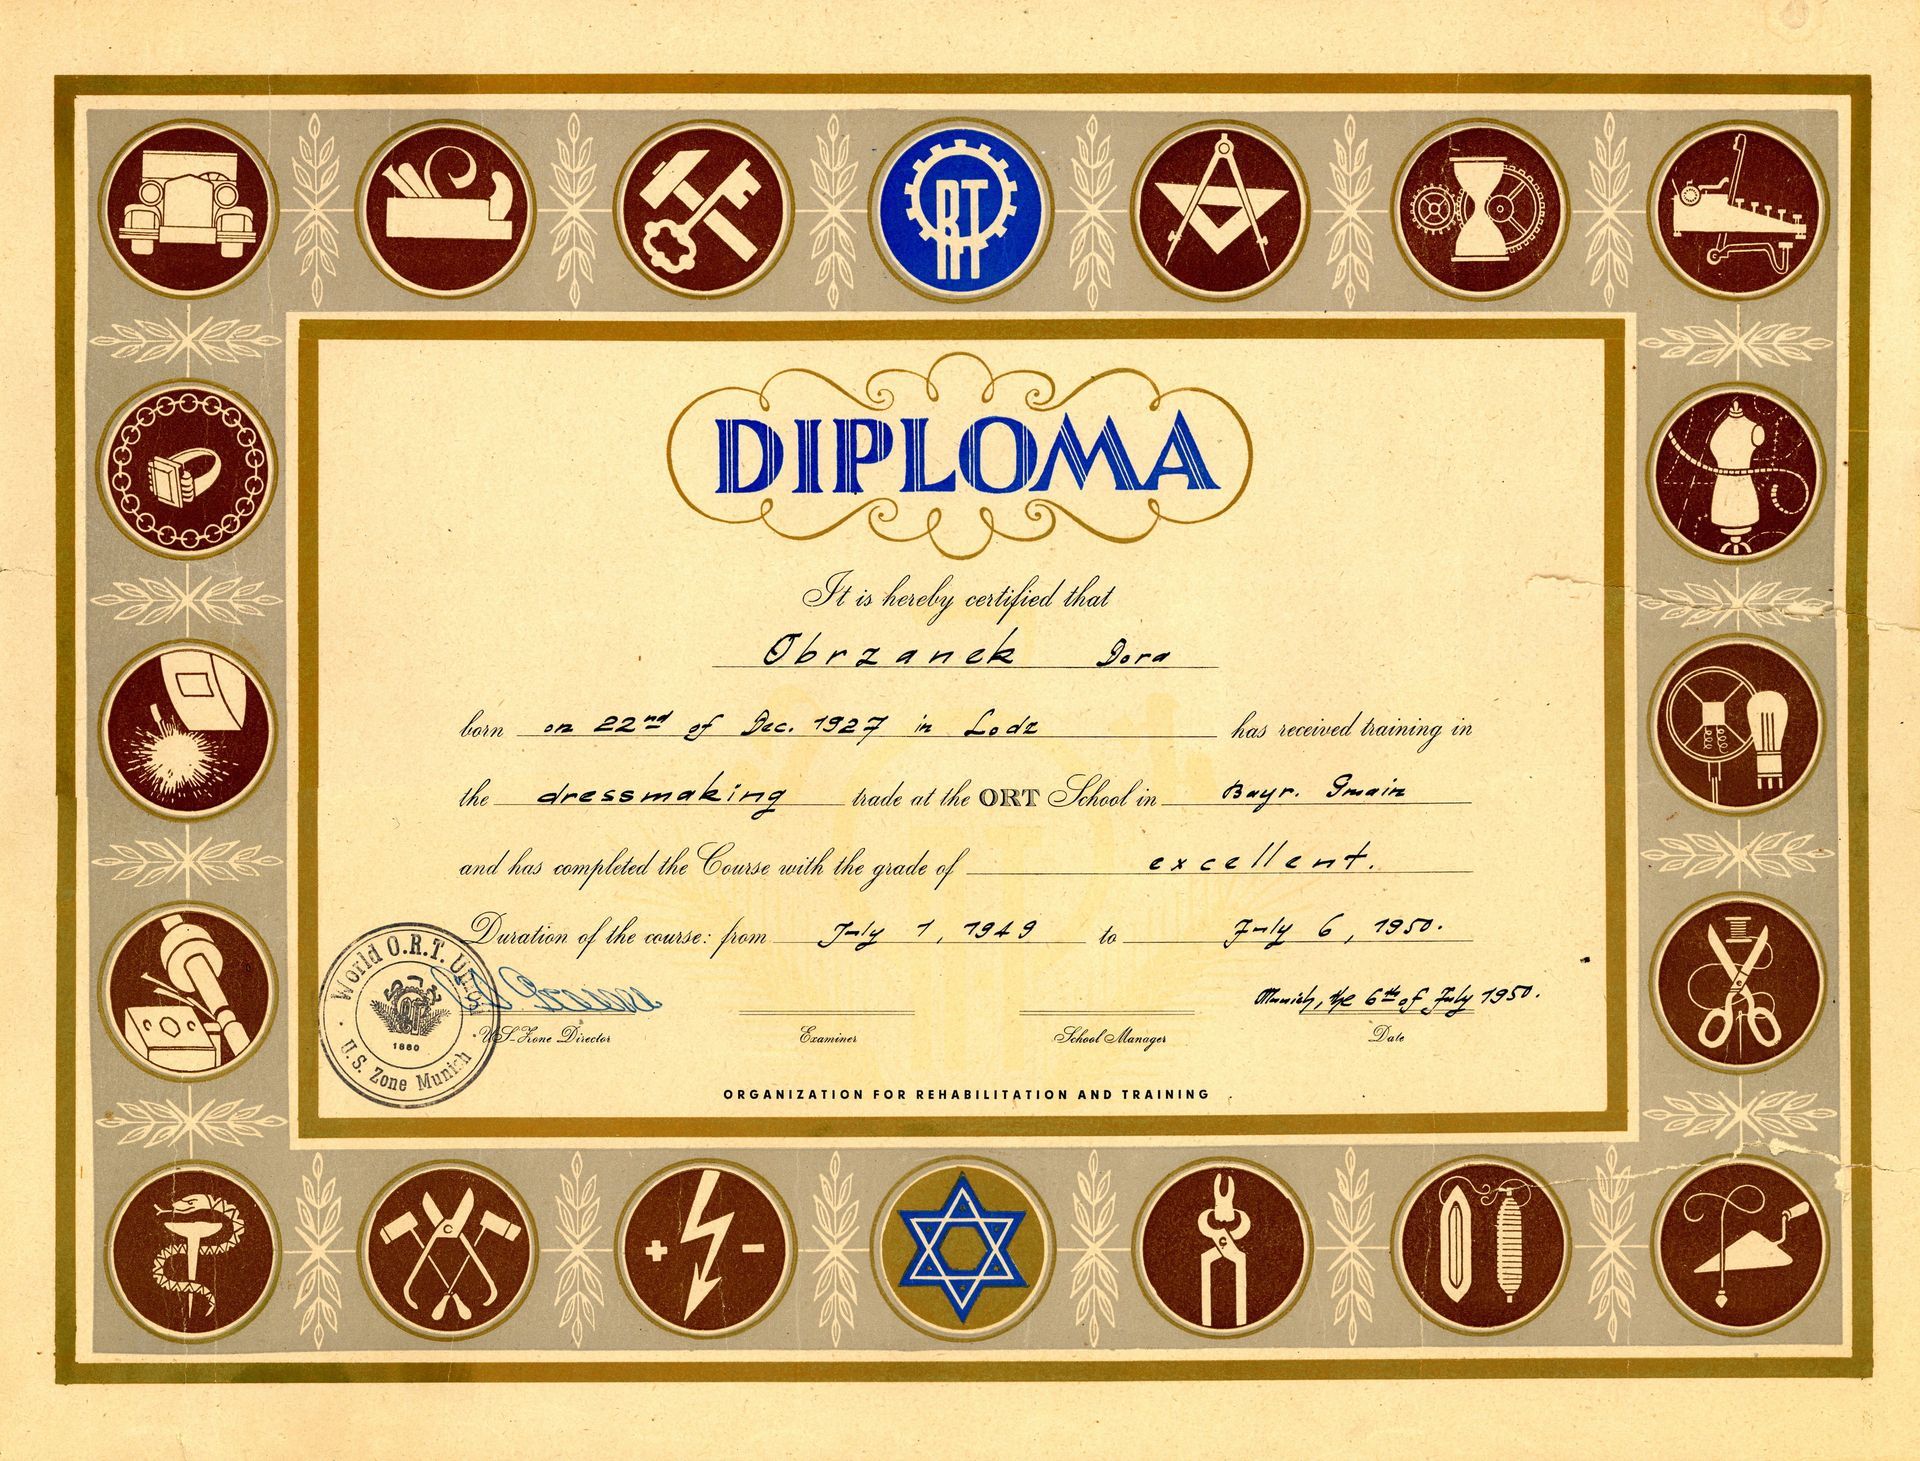 ORT
DIPLOMA
It is hereby certified that
Obrzanek Dora
born on 22nd of Dec. 1927 in Lodz has received training in
the dressmaking trade at the ORT School in Bayr. Gmain
and has completed the Course with the grade of excellent.
Duration of the course: from July 1, 1949 to July 6, 1950.
World O.R.T. Union
1880
U.S. Zone Munich
Munich, the 6th of July 1950.
US-Zone Director Examiner School Manager Date
ORGANIZATION FOR REHABILITATION AND TRAINING
+ -